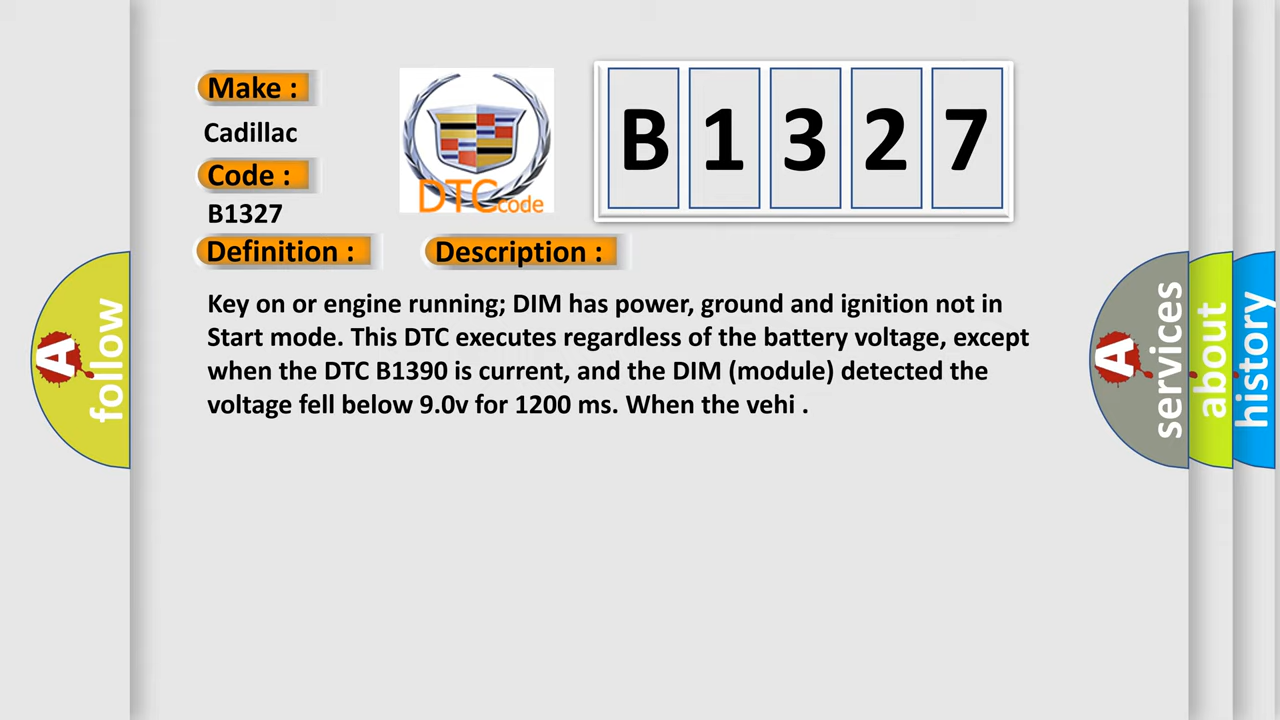 Make :
Cadillac
Code :
B1327
Definition :
Description :
DTCcode
B 1 3 2 7
Key on or engine running; DIM has power, ground and ignition not in
Start mode. This DTC executes regardless of the battery voltage, except
when the DTC B1390 is current, and the DIM (module) detected the
voltage fell below 9.0v for 1200 ms. When the vehi .
A follow
A services
about
history